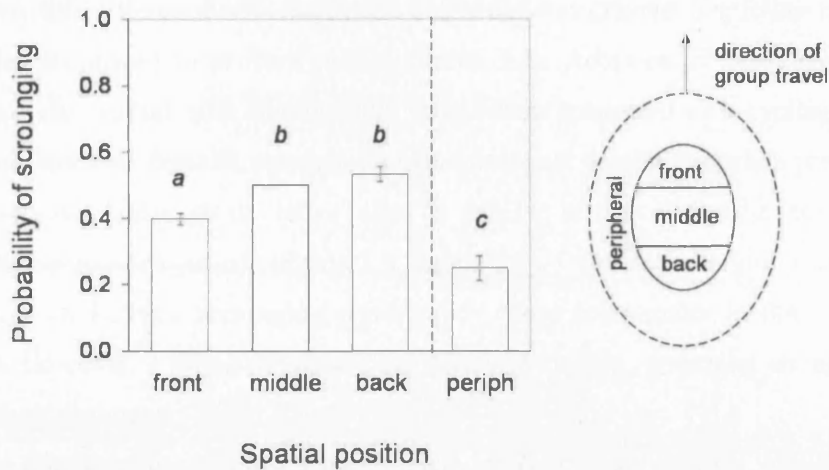 Probability of scrounging
1.0
0.8
0.6
0.4
0.2
0.0
a
b
b
c
front
middle
back
periph
Spatial position
direction of
group travel
peripheral
front
middle
back